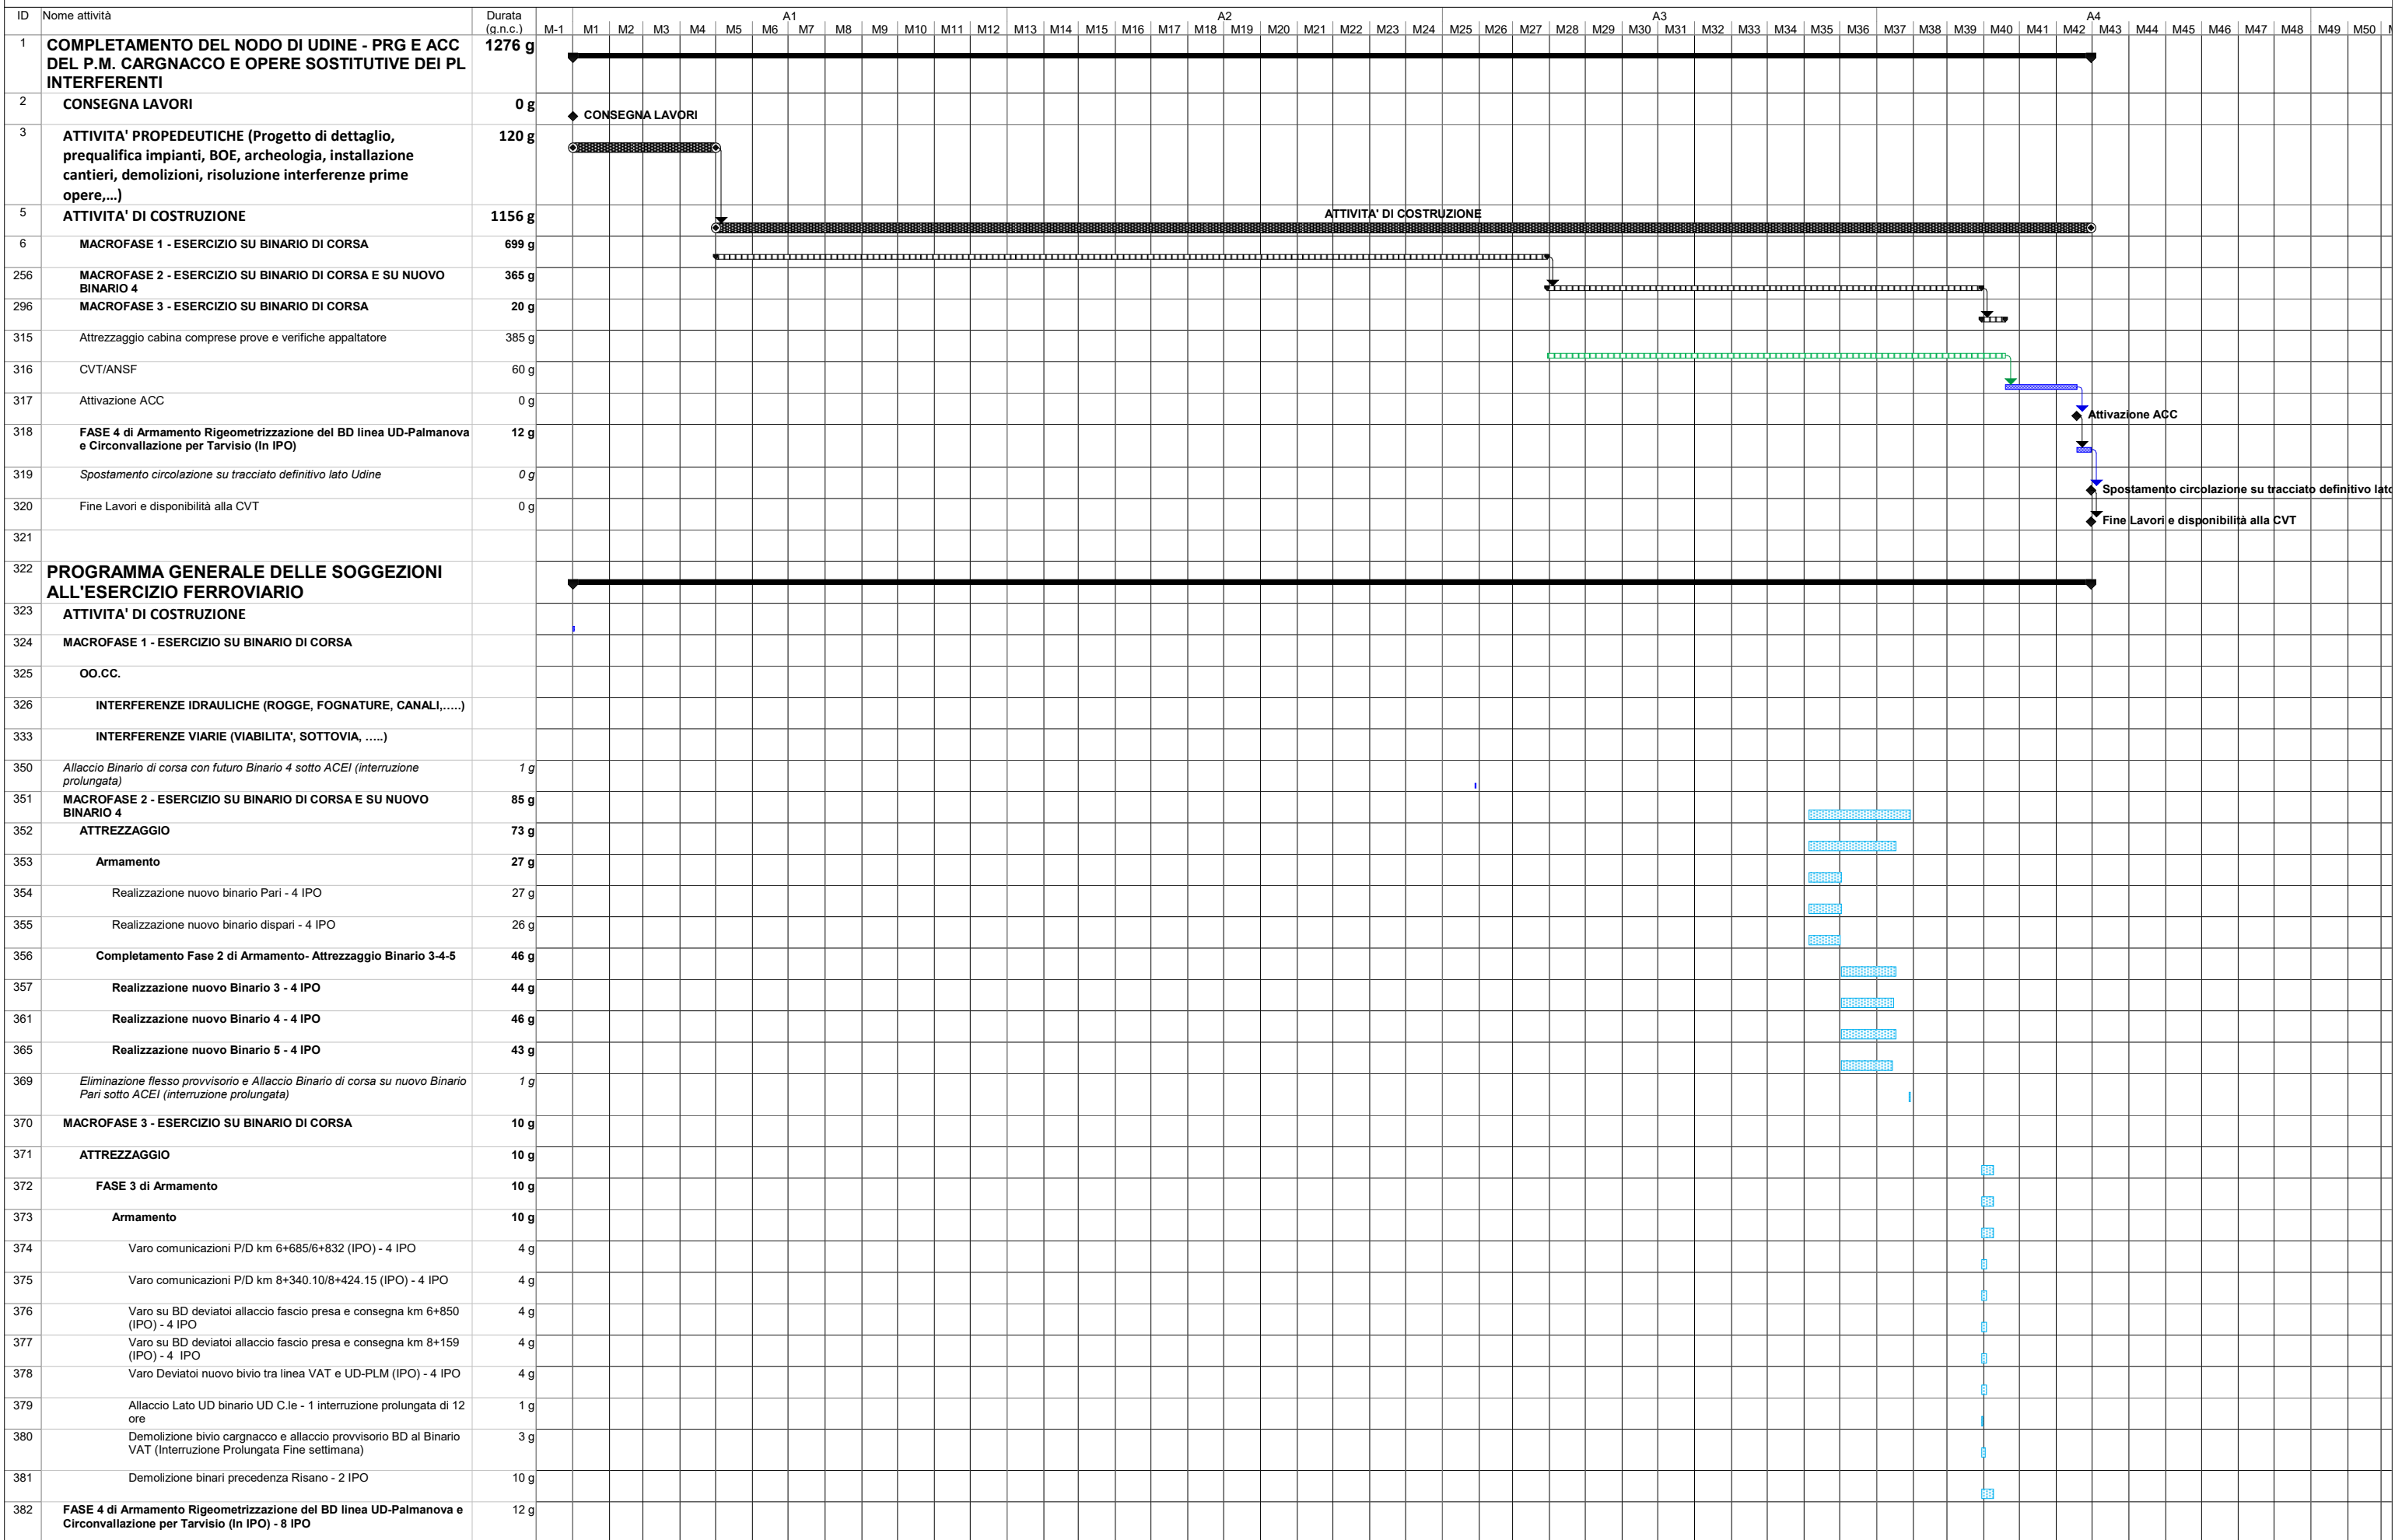 ID Nome attività Durata A1 A2 A3 A4
(g.n.c.) M-1 M1 M2 M3 M4 M5 M6 M7 M8 M9 M10 M11 M12 M13 M14 M15 M16 M17 M18 M19 M20 M21 M22 M23 M24 M25 M26 M27 M28 M29 M30 M31 M32 M33 M34 M35 M36 M37 M38 M39 M40 M41 M42 M43 M44 M45 M46 M47 M48 M49 M50
1 COMPLETAMENTO DEL NODO DI UDINE - PRG E ACC 1276 g
DEL P.M. CARGNACCO E OPERE SOSTITUTIVE DEI PL
INTERFERENTI
2 CONSEGNA LAVORI 0 g
CONSEGNA LAVORI
3 ATTIVITA' PROPEDEUTICHE (Progetto di dettaglio, 120 g
prequalifica impianti, BOE, archeologia, installazione
cantieri, demolizioni, risoluzione interferenze prime
opere,...)
5 ATTIVITA' DI COSTRUZIONE 1156 g
ATTIVITA' DI COSTRUZIONE
6 MACROFASE 1 - ESERCIZIO SU BINARIO DI CORSA 699 g
256 MACROFASE 2 - ESERCIZIO SU BINARIO DI CORSA E SU NUOVO 365 g
BINARIO 4
296 MACROFASE 3 - ESERCIZIO SU BINARIO DI CORSA 20 g
315 Attrezzaggio cabina comprese prove e verifiche appaltatore 385 g
316 CVT/ANSF 60 g
317 Attivazione ACC 0 g
Attivazione ACC
318 FASE 4 di Armamento Rigeometrizzazione del BD linea UD-Palmanova 12 g
e Circonvallazione per Tarvisio (In IPO)
319 Spostamento circolazione su tracciato definitivo lato Udine 0 g
Spostamento circolazione su tracciato definitivo lato
320 Fine Lavori e disponibilità alla CVT 0 g
Fine Lavori e disponibilità alla CVT
321
322 PROGRAMMA GENERALE DELLE SOGGEZIONI
ALL'ESERCIZIO FERROVIARIO
323 ATTIVITA' DI COSTRUZIONE
324 MACROFASE 1 - ESERCIZIO SU BINARIO DI CORSA
325 OO.CC.
326 INTERFERENZE IDRAULICHE (ROGGE, FOGNATURE, CANALI,.....)
333 INTERFERENZE VIARIE (VIABILITA', SOTTOVIA, .....)
350 Allaccio Binario di corsa con futuro Binario 4 sotto ACEI (interruzione 1 g
prolungata)
351 MACROFASE 2 - ESERCIZIO SU BINARIO DI CORSA E SU NUOVO 85 g
BINARIO 4
352 ATTREZZAGGIO 73 g
353 Armamento 27 g
354 Realizzazione nuovo binario Pari - 4 IPO 27 g
355 Realizzazione nuovo binario dispari - 4 IPO 26 g
356 Completamento Fase 2 di Armamento- Attrezzaggio Binario 3-4-5 46 g
357 Realizzazione nuovo Binario 3 - 4 IPO 44 g
361 Realizzazione nuovo Binario 4 - 4 IPO 46 g
365 Realizzazione nuovo Binario 5 - 4 IPO 43 g
369 Eliminazione flesso provvisorio e Allaccio Binario di corsa su nuovo Binario 1 g
Pari sotto ACEI (interruzione prolungata)
370 MACROFASE 3 - ESERCIZIO SU BINARIO DI CORSA 10 g
371 ATTREZZAGGIO 10 g
372 FASE 3 di Armamento 10 g
373 Armamento 10 g
374 Varo comunicazioni P/D km 6+685/6+832 (IPO) - 4 IPO 4 g
375 Varo comunicazioni P/D km 8+340.10/8+424.15 (IPO) - 4 IPO 4 g
376 Varo su BD deviatoi allaccio fascio presa e consegna km 6+850 4 g
(IPO) - 4 IPO
377 Varo su BD deviatoi allaccio fascio presa e consegna km 8+159 4 g
(IPO) - 4 IPO
378 Varo Deviatoi nuovo bivio tra linea VAT e UD-PLM (IPO) - 4 IPO 4 g
379 Allaccio Lato UD binario UD C.le - 1 interruzione prolungata di 12 1 g
ore
380 Demolizione bivio cargnacco e allaccio provvisorio BD al Binario 3 g
VAT (Interruzione Prolungata Fine settimana)
381 Demolizione binari precedenza Risano - 2 IPO 10 g
382 FASE 4 di Armamento Rigeometrizzazione del BD linea UD-Palmanova e 12 g
Circonvallazione per Tarvisio (In IPO) - 8 IPO